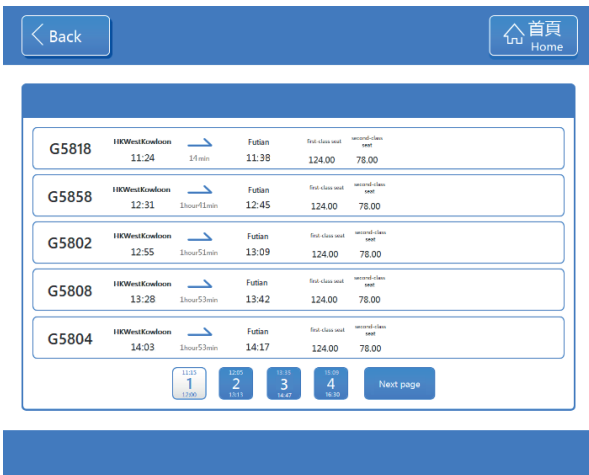 Back
首頁
Home
G5818 HKWestKowloon 11:24 14min Futian 11:38 first-class seat 124.00 second-class seat 78.00
G5858 HKWestKowloon 12:31 1hour41min Futian 12:45 first-class seat 124.00 second-class seat 78.00
G5802 HKWestKowloon 12:55 1hour51min Futian 13:09 first-class seat 124.00 second-class seat 78.00
G5808 HKWestKowloon 13:28 1hour53min Futian 13:42 first-class seat 124.00 second-class seat 78.00
G5804 HKWestKowloon 14:03 1hour53min Futian 14:17 first-class seat 124.00 second-class seat 78.00
11:15 12:05 13:33 15:09
1 2 3 4 Next page
12:00 13:13 14:47 16:30